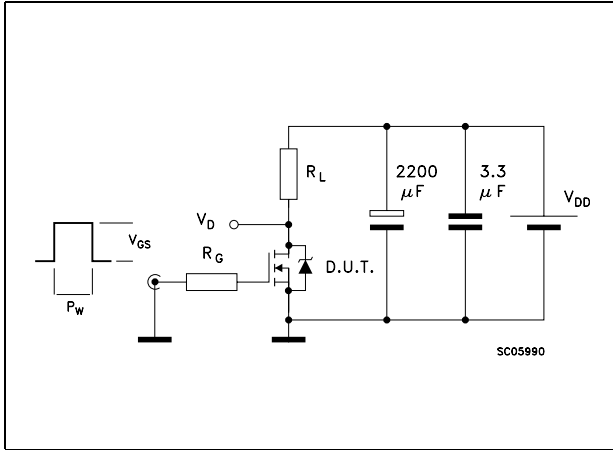 R_L
2200
μF
3.3
μF
V_DD
V_D
V_GS
R_G
D.U.T.
P_W
SC05990